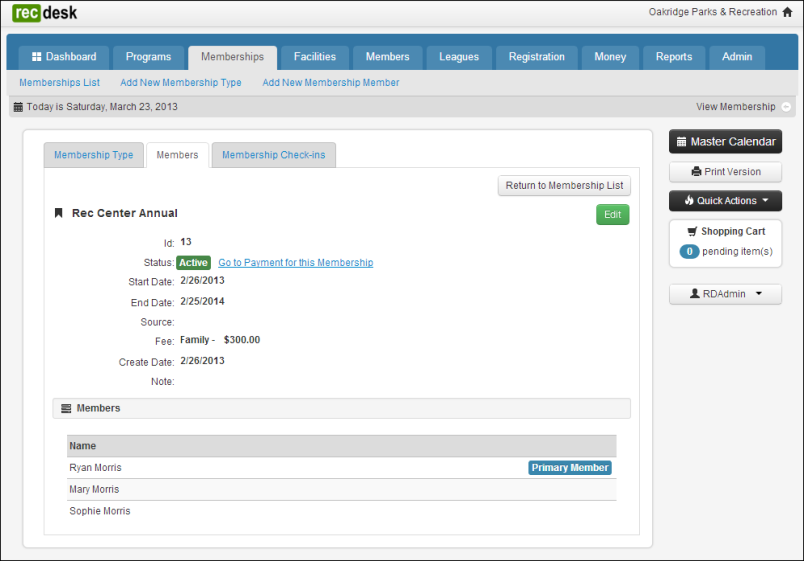 recdesk
Oakridge Parks & Recreation
Dashboard Programs Memberships Facilities Members Leagues Registration Money Reports Admin
Memberships List Add New Membership Type Add New Membership Member
Today is Saturday, March 23, 2013 View Membership
Membership Type Members Membership Check-ins
Return to Membership List
Rec Center Annual Edit
Id: 13
Status: Active Go to Payment for this Membership
Start Date: 2/26/2013
End Date: 2/25/2014
Source:
Fee: Family - $300.00
Create Date: 2/26/2013
Note:
Members
Name
Ryan Morris Primary Member
Mary Morris
Sophie Morris
Master Calendar
Print Version
Quick Actions
Shopping Cart
0 pending item(s)
RDAdmin